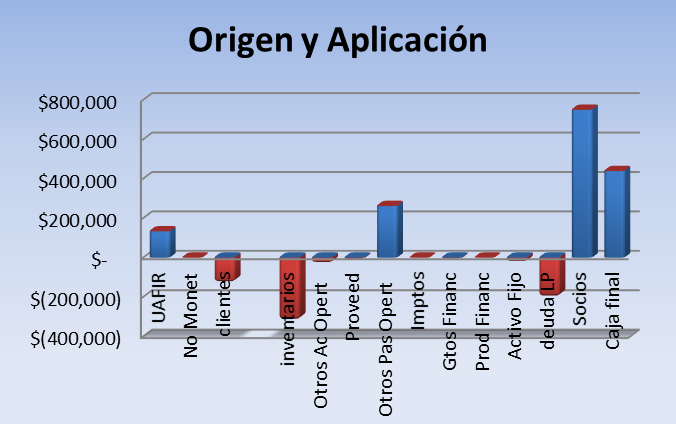 Origen y Aplicación
$800,000
$600,000
$400,000
$200,000
$-
$(200,000)
$(400,000)
UAFIR
No Monet
clientes
inventarios
Otros Ac Opert
Proveed
Otros Pas Opert
Imptos
Gtos Financ
Prod Financ
Activo Fijo
deuda LP
Socios
Caja final